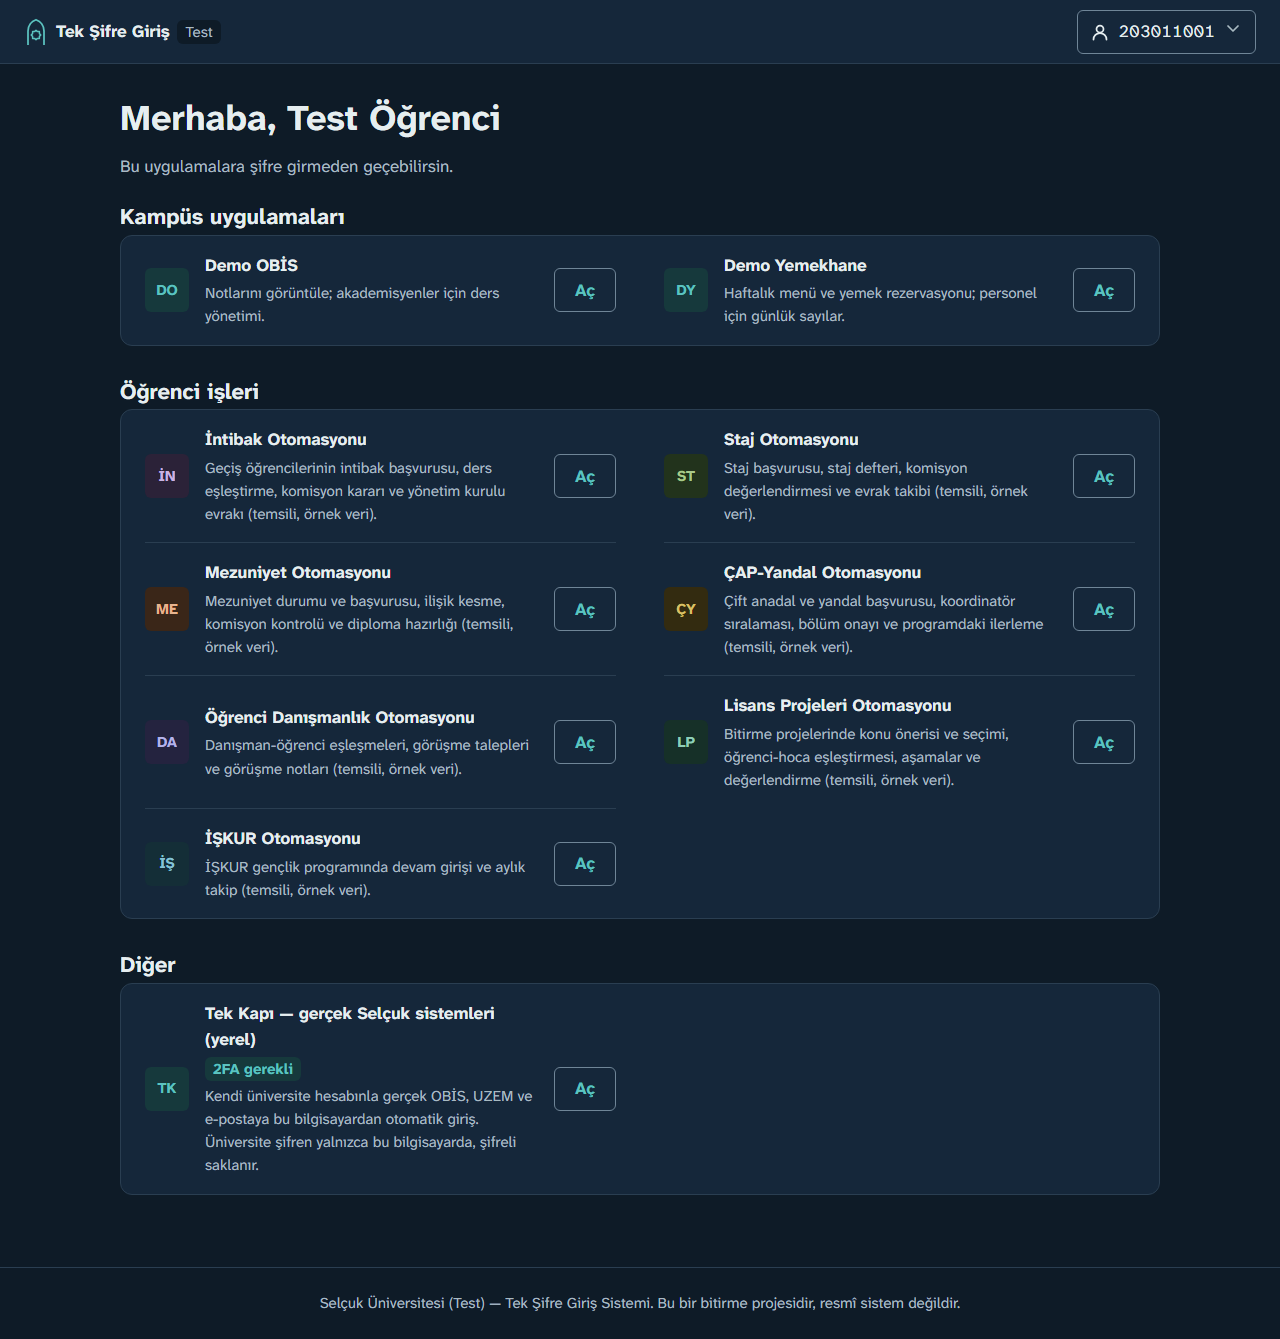 Tek Şifre Giriş Test
203011001
Merhaba, Test Öğrenci
Bu uygulamalara şifre girmeden geçebilirsin.
Kampüs uygulamaları
DO
Demo OBİS
Notlarını görüntüle; akademisyenler için ders
yönetimi.
Aç
DY
Demo Yemekhane
Haftalık menü ve yemek rezervasyonu; personel
için günlük sayılar.
Aç
Öğrenci işleri
İN
İntibak Otomasyonu
Geçiş öğrencilerinin intibak başvurusu, ders
eşleştirme, komisyon kararı ve yönetim kurulu
evrakı (temsili, örnek veri).
Aç
ST
Staj Otomasyonu
Staj başvurusu, staj defteri, komisyon
değerlendirmesi ve evrak takibi (temsili, örnek
veri).
Aç
ME
Mezuniyet Otomasyonu
Mezuniyet durumu ve başvurusu, ilişik kesme,
komisyon kontrolü ve diploma hazırlığı (temsili,
örnek veri).
Aç
ÇY
ÇAP-Yandal Otomasyonu
Çift anadal ve yandal başvurusu, koordinatör
sıralaması, bölüm onayı ve programdaki ilerleme
(temsili, örnek veri).
Aç
DA
Öğrenci Danışmanlık Otomasyonu
Danışman-öğrenci eşleşmeleri, görüşme talepleri
ve görüşme notları (temsili, örnek veri).
Aç
LP
Lisans Projeleri Otomasyonu
Bitirme projelerinde konu önerisi ve seçimi,
öğrenci-hoca eşleştirmesi, aşamalar ve
değerlendirme (temsili, örnek veri).
Aç
İŞ
İŞKUR Otomasyonu
İŞKUR gençlik programında devam girişi ve aylık
takip (temsili, örnek veri).
Aç
Diğer
TK
Tek Kapı — gerçek Selçuk sistemleri
(yerel)
2FA gerekli
Kendi üniversite hesabınla gerçek OBİS, UZEM ve
e-postaya bu bilgisayardan otomatik giriş.
Üniversite şifren yalnızca bu bilgisayarda, şifreli
saklanır.
Aç
Selçuk Üniversitesi (Test) — Tek Şifre Giriş Sistemi. Bu bir bitirme projesidir, resmî sistem değildir.